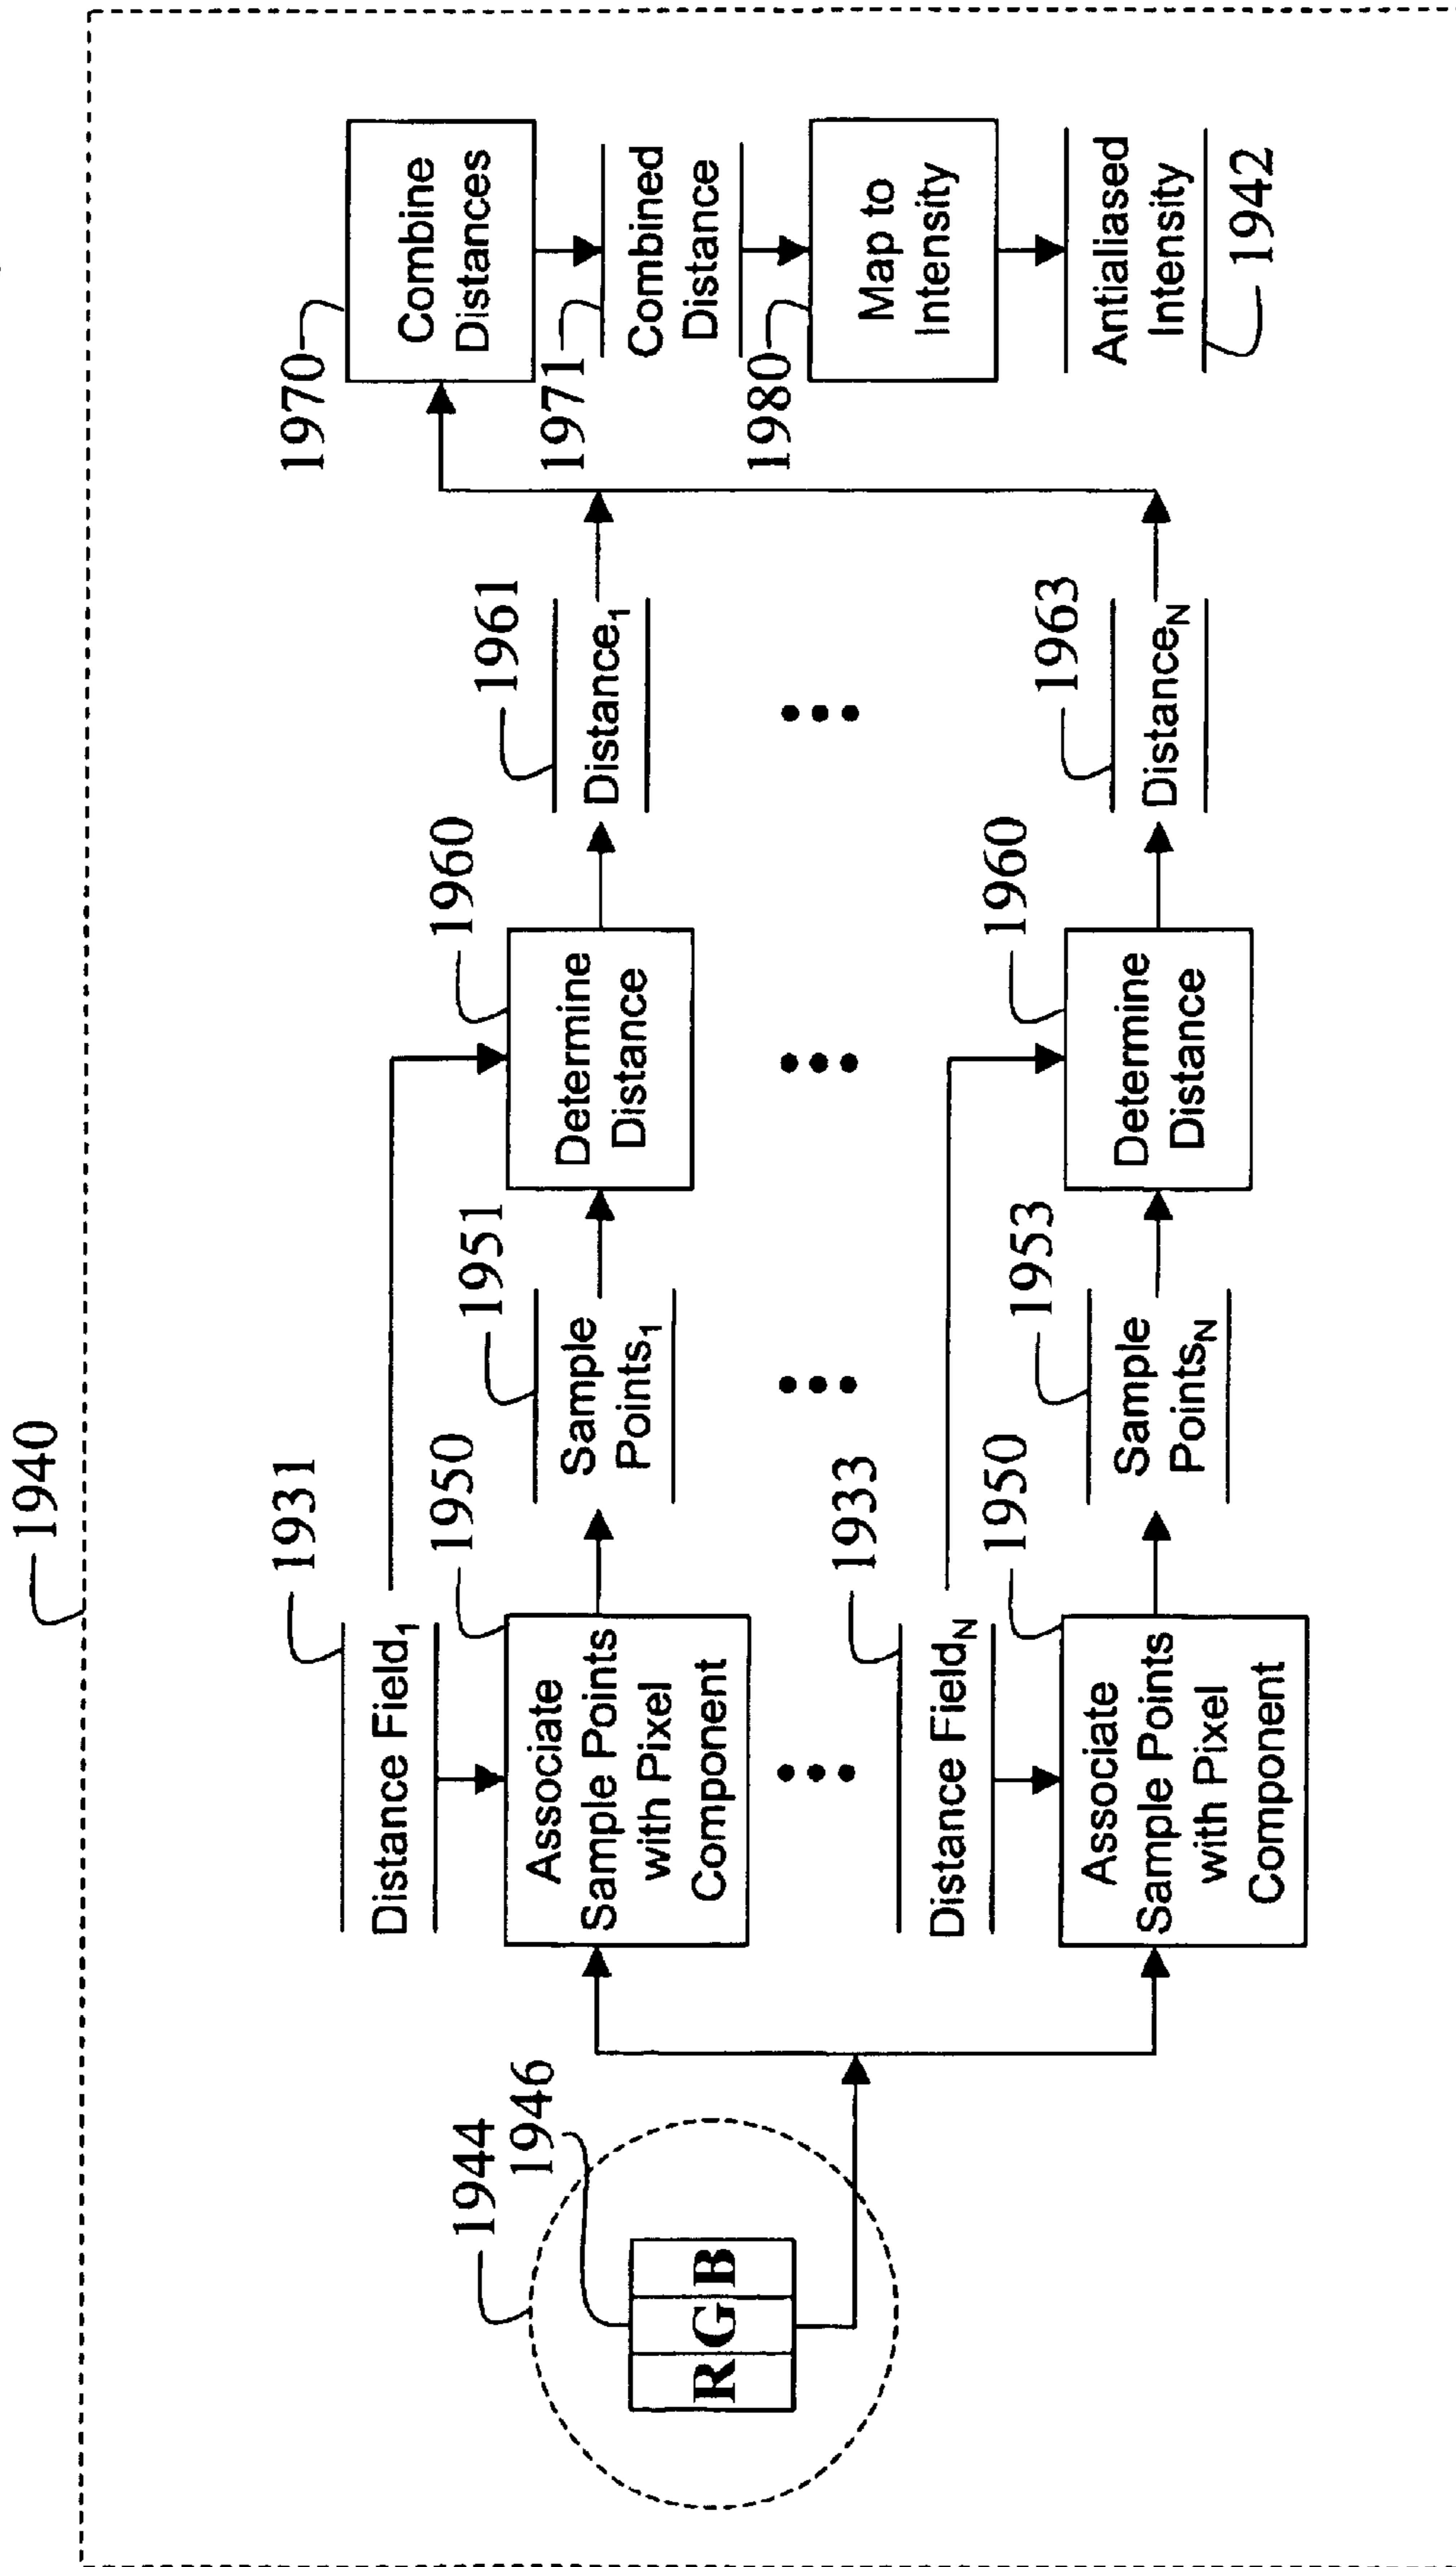 1940
1944
1946
R G B
1931
Distance Field₁
1950
Associate
Sample Points
with Pixel
Component
1951
Sample
Points₁
1960
Determine
Distance
1961
Distance₁
1933
Distance Fieldₙ
1950
Associate
Sample Points
with Pixel
Component
1953
Sample
Pointsₙ
1960
Determine
Distance
1963
Distanceₙ
1970
Combine
Distances
1971
Combined
Distance
1980
Map to
Intensity
Antialiased
Intensity
1942